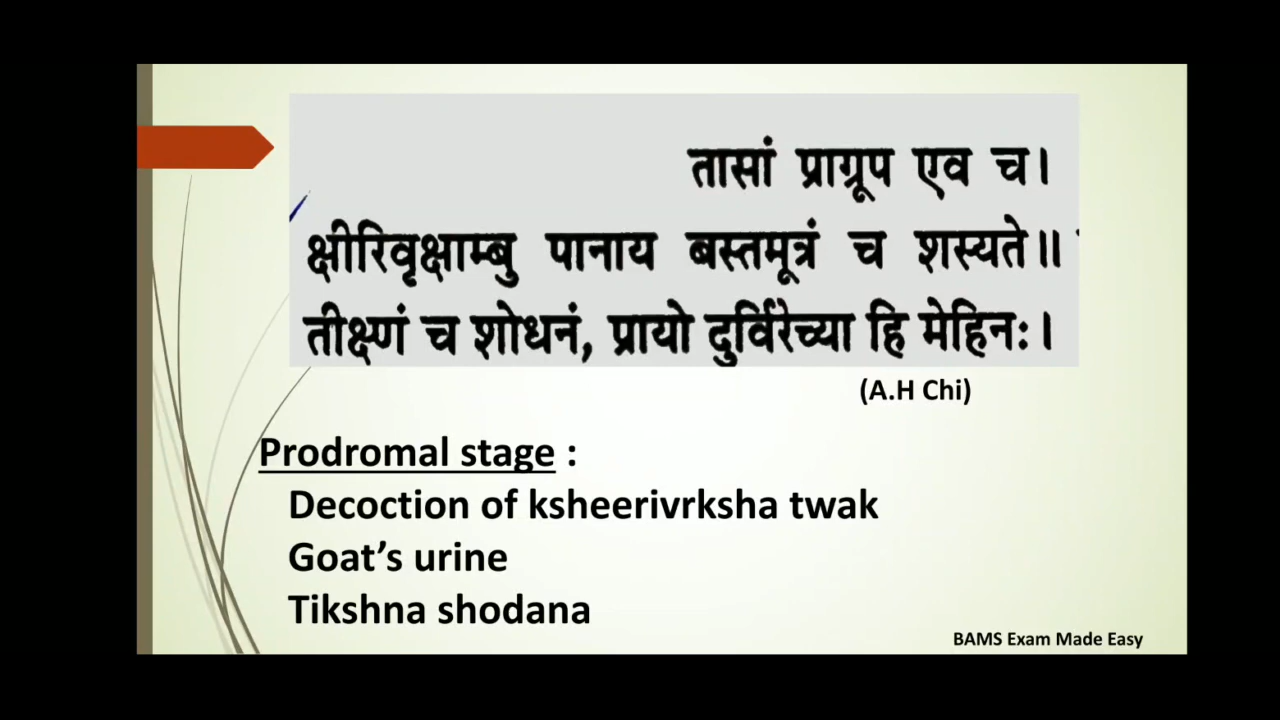 तासां प्राग्रूप एव च।
क्षीरिवृक्षाम्बु पानाय बस्तमूत्रं च शस्यते॥
तीक्ष्णं च शोधनं, प्रायो दुर्विरेच्या हि मेहिनः।
(A.H Chi)
Prodromal stage :
Decoction of ksheerivrksha twak
Goat’s urine
Tikshna shodana
BAMS Exam Made Easy